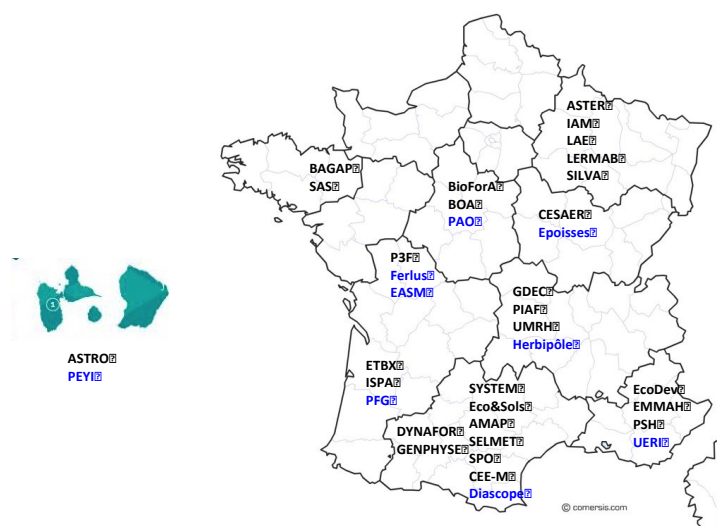 ASTER
IAM
LAE
LERMAB
SILVA
BAGAP
SAS
BioForA
BOA
PAO
CESAER
Epoisses
P3F
Ferlus
EASM
GDEC
PIAF
UMRH
Herbipôle
1
ASTRO
PEYI
ETBX
ISPA
PFG
SYSTEM
Eco&Sols
AMAP
SELMET
SPO
CEE-M
Diascope
DYNAFOR
GENPHYSE
EcoDev
EMMAH
PSH
UERI
© comersis.com